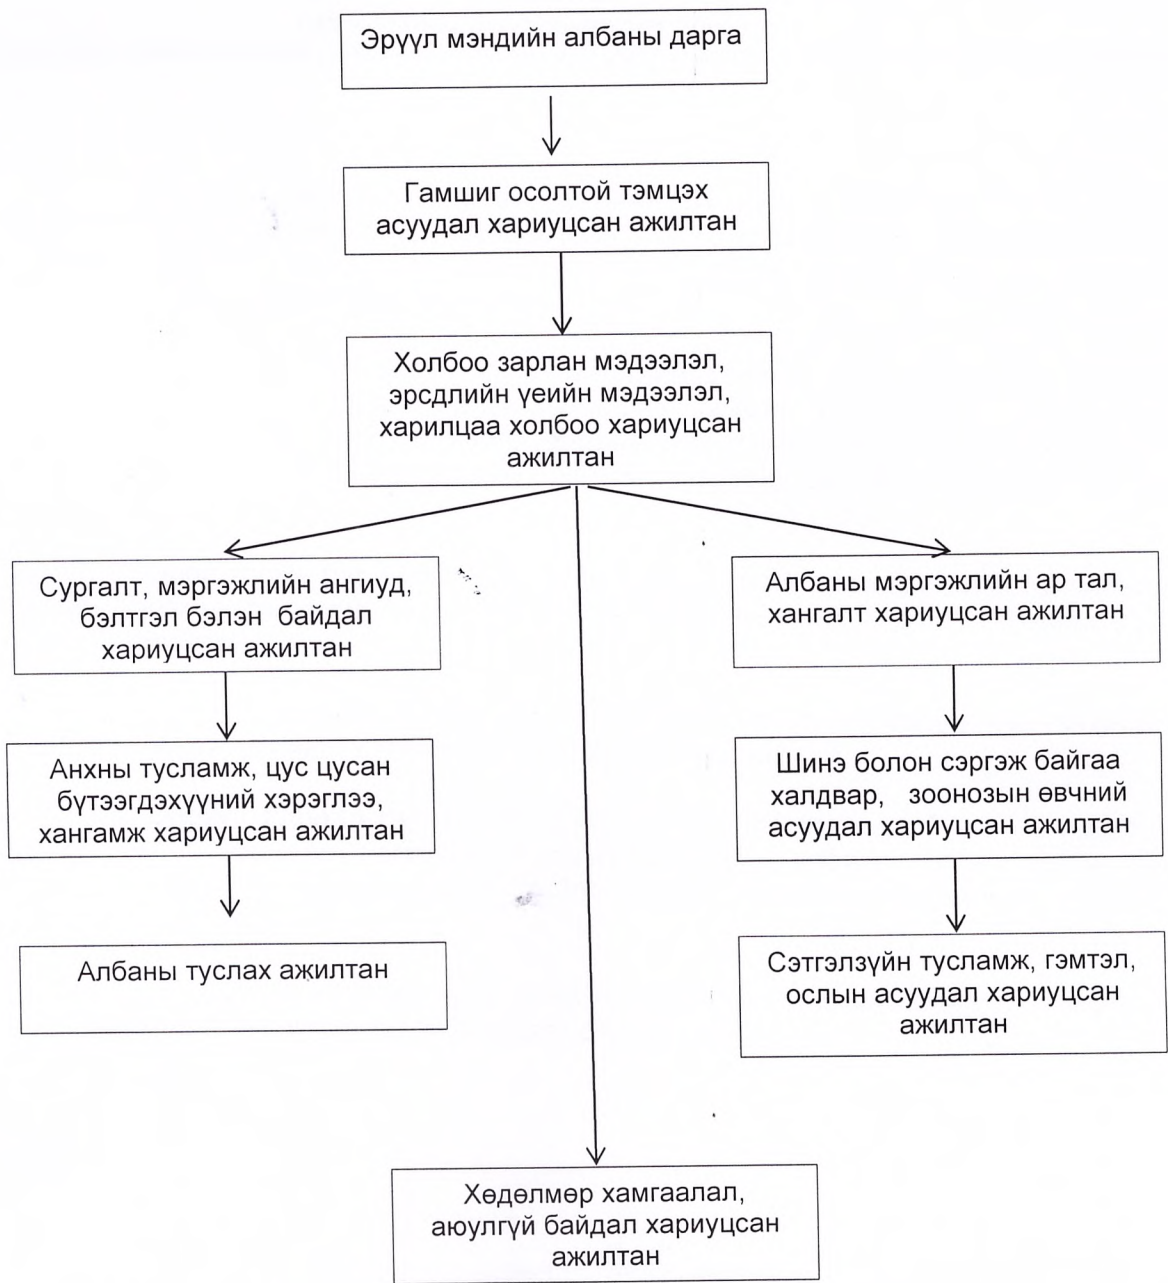 Эрүүл мэндийн албаны дарга
Гамшиг осолтой тэмцэх
асуудал хариуцсан ажилтан
Холбоо зарлан мэдээлэл,
эрсдлийн үеийн мэдээлэл,
харилцаа холбоо хариуцсан
ажилтан
Сургалт, мэргэжлийн ангиуд,
бэлтгэл бэлэн байдал
хариуцсан ажилтан
Албаны мэргэжлийн ар тал,
хангалт хариуцсан ажилтан
Анхны тусламж, цус цусан
бүтээгдэхүүний хэрэглээ,
хангамж хариуцсан ажилтан
Шинэ болон сэргэж байгаа
халдвар, зоонозын өвчний
асуудал хариуцсан ажилтан
Албаны туслах ажилтан
Сэтгэлзүйн тусламж, гэмтэл,
ослын асуудал хариуцсан
ажилтан
Хөдөлмөр хамгаалал,
аюулгүй байдал хариуцсан
ажилтан